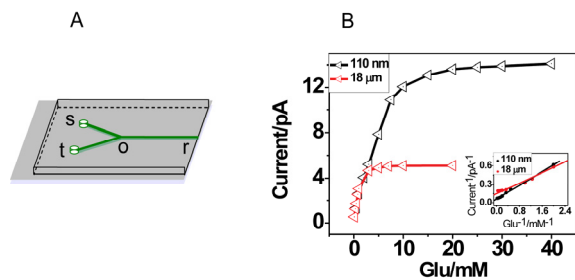 A
s
t
o
r
B
Current/pA
12
8
4
0
110 nm
18 μm
0 10 20 30 40
Glu/mM
Current⁻¹/pA⁻¹
0.6
0.3
0.0
110 nm
18 μm
0.0 0.6 1.2 1.8 2.4
Glu⁻¹/mM⁻¹